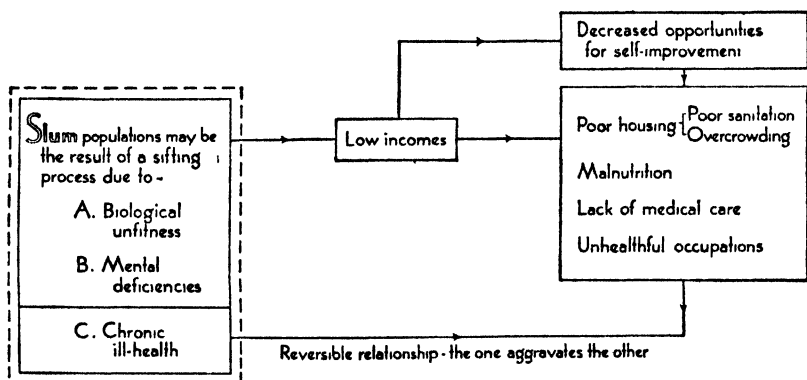 Slum populations may be
the result of a sifting
process due to -
A. Biological
unfitness
B. Mental
deficiencies
C. Chronic
ill-health
Low incomes
Decreased opportunities
for self-improvement
Poor housing { Poor sanitation
Overcrowding
Malnutrition
Lack of medical care
Unhealthful occupations
Reversible relationship - the one aggravates the other